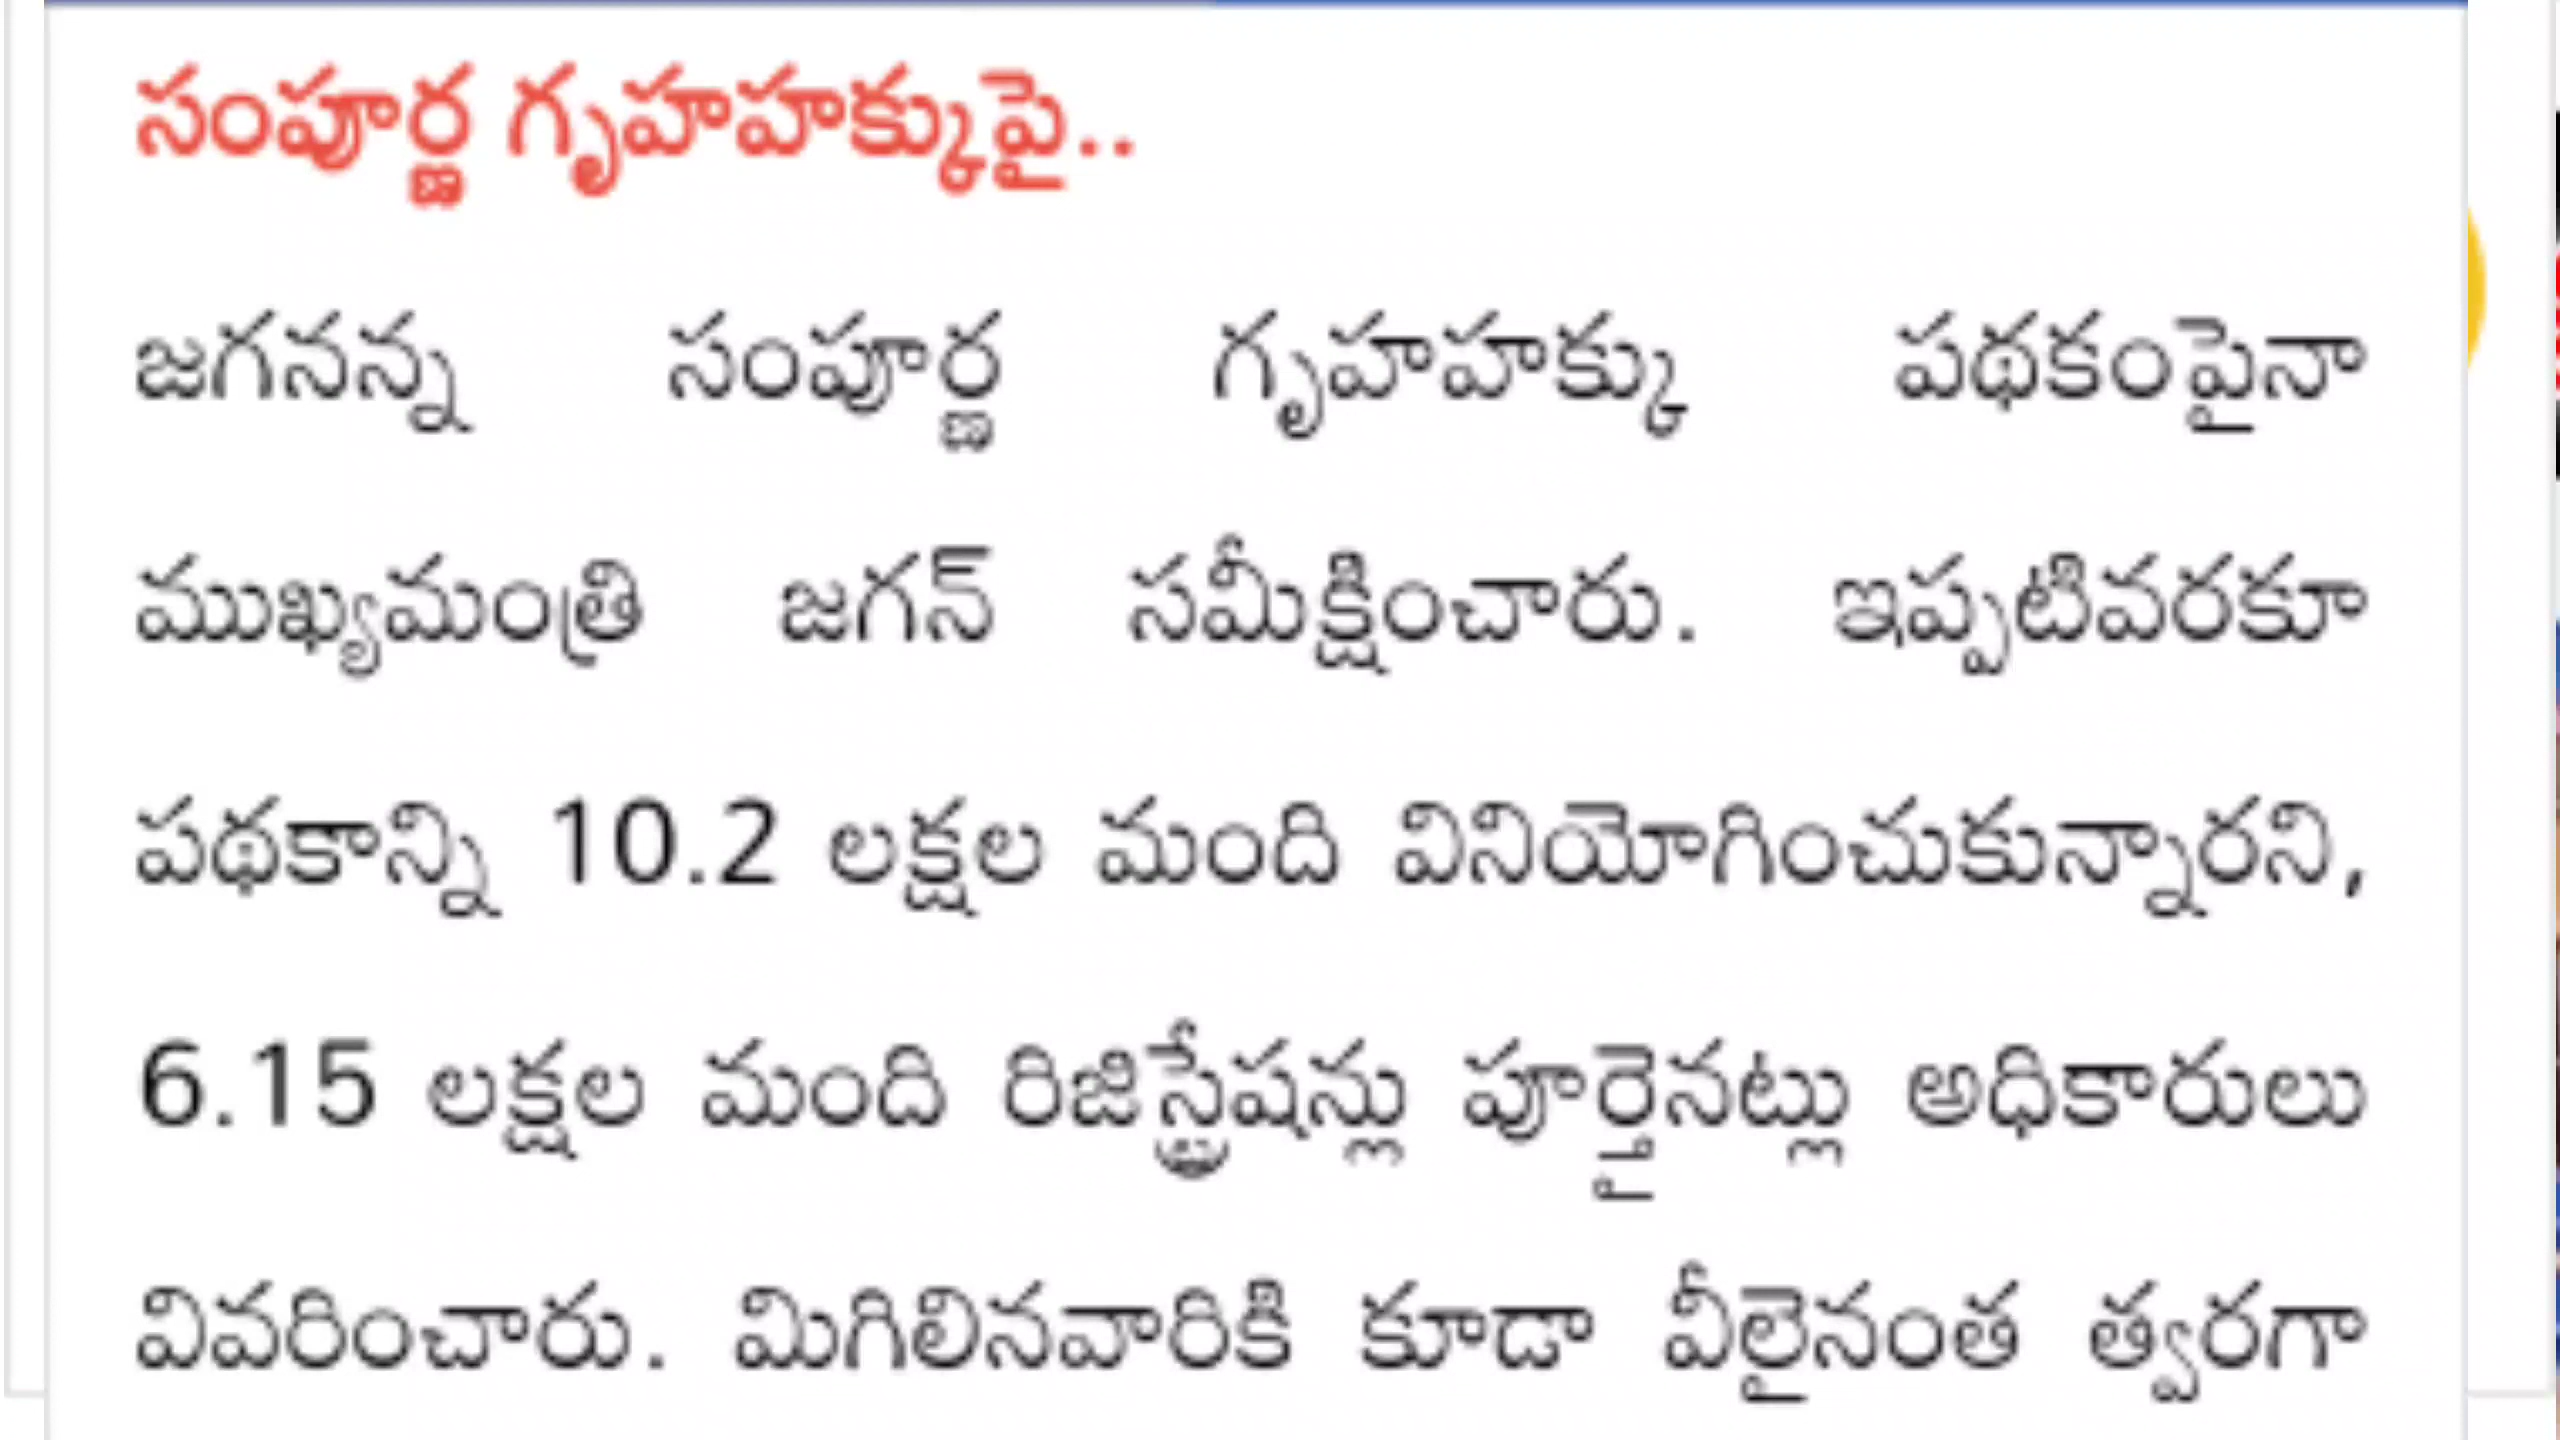 సంపూర్ణ గృహహక్కుపై..
జగనన్న సంపూర్ణ గృహహక్కు పథకంపైనా
ముఖ్యమంత్రి జగన్ సమీక్షించారు. ఇప్పటివరకూ
పథకాన్ని 10.2 లక్షల మంది వినియోగించుకున్నారని,
6.15 లక్షల మంది రిజిస్ట్రేషన్లు పూర్తైనట్లు అధికారులు
వివరించారు. మిగిలినవారికి కూడా వీలైనంత త్వరగా